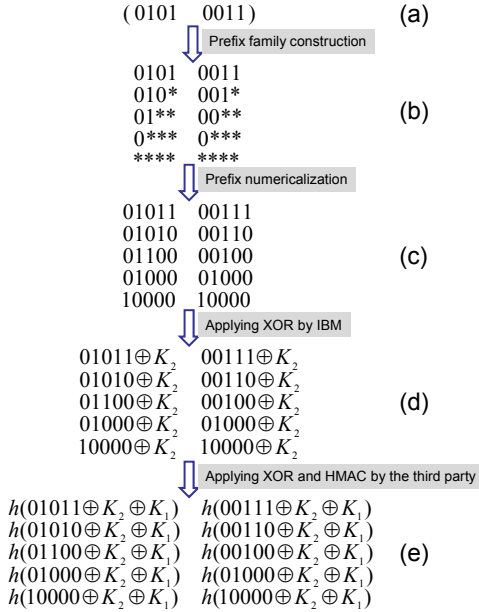 ( 0101 0011 ) (a)
Prefix family construction
0101 0011
010* 001*
01** 00** (b)
0*** 0***
**** ****
Prefix numericalization
01011 00111
01010 00110
01100 00100 (c)
01000 01000
10000 10000
Applying XOR by IBM
01011⊕K₂ 00111⊕K₂
01010⊕K₂ 00110⊕K₂
01100⊕K₂ 00100⊕K₂ (d)
01000⊕K₂ 01000⊕K₂
10000⊕K₂ 10000⊕K₂
Applying XOR and HMAC by the third party
h(01011⊕K₂⊕K₁) h(00111⊕K₂⊕K₁)
h(01010⊕K₂⊕K₁) h(00110⊕K₂⊕K₁)
h(01100⊕K₂⊕K₁) h(00100⊕K₂⊕K₁) (e)
h(01000⊕K₂⊕K₁) h(01000⊕K₂⊕K₁)
h(10000⊕K₂⊕K₁) h(10000⊕K₂⊕K₁)